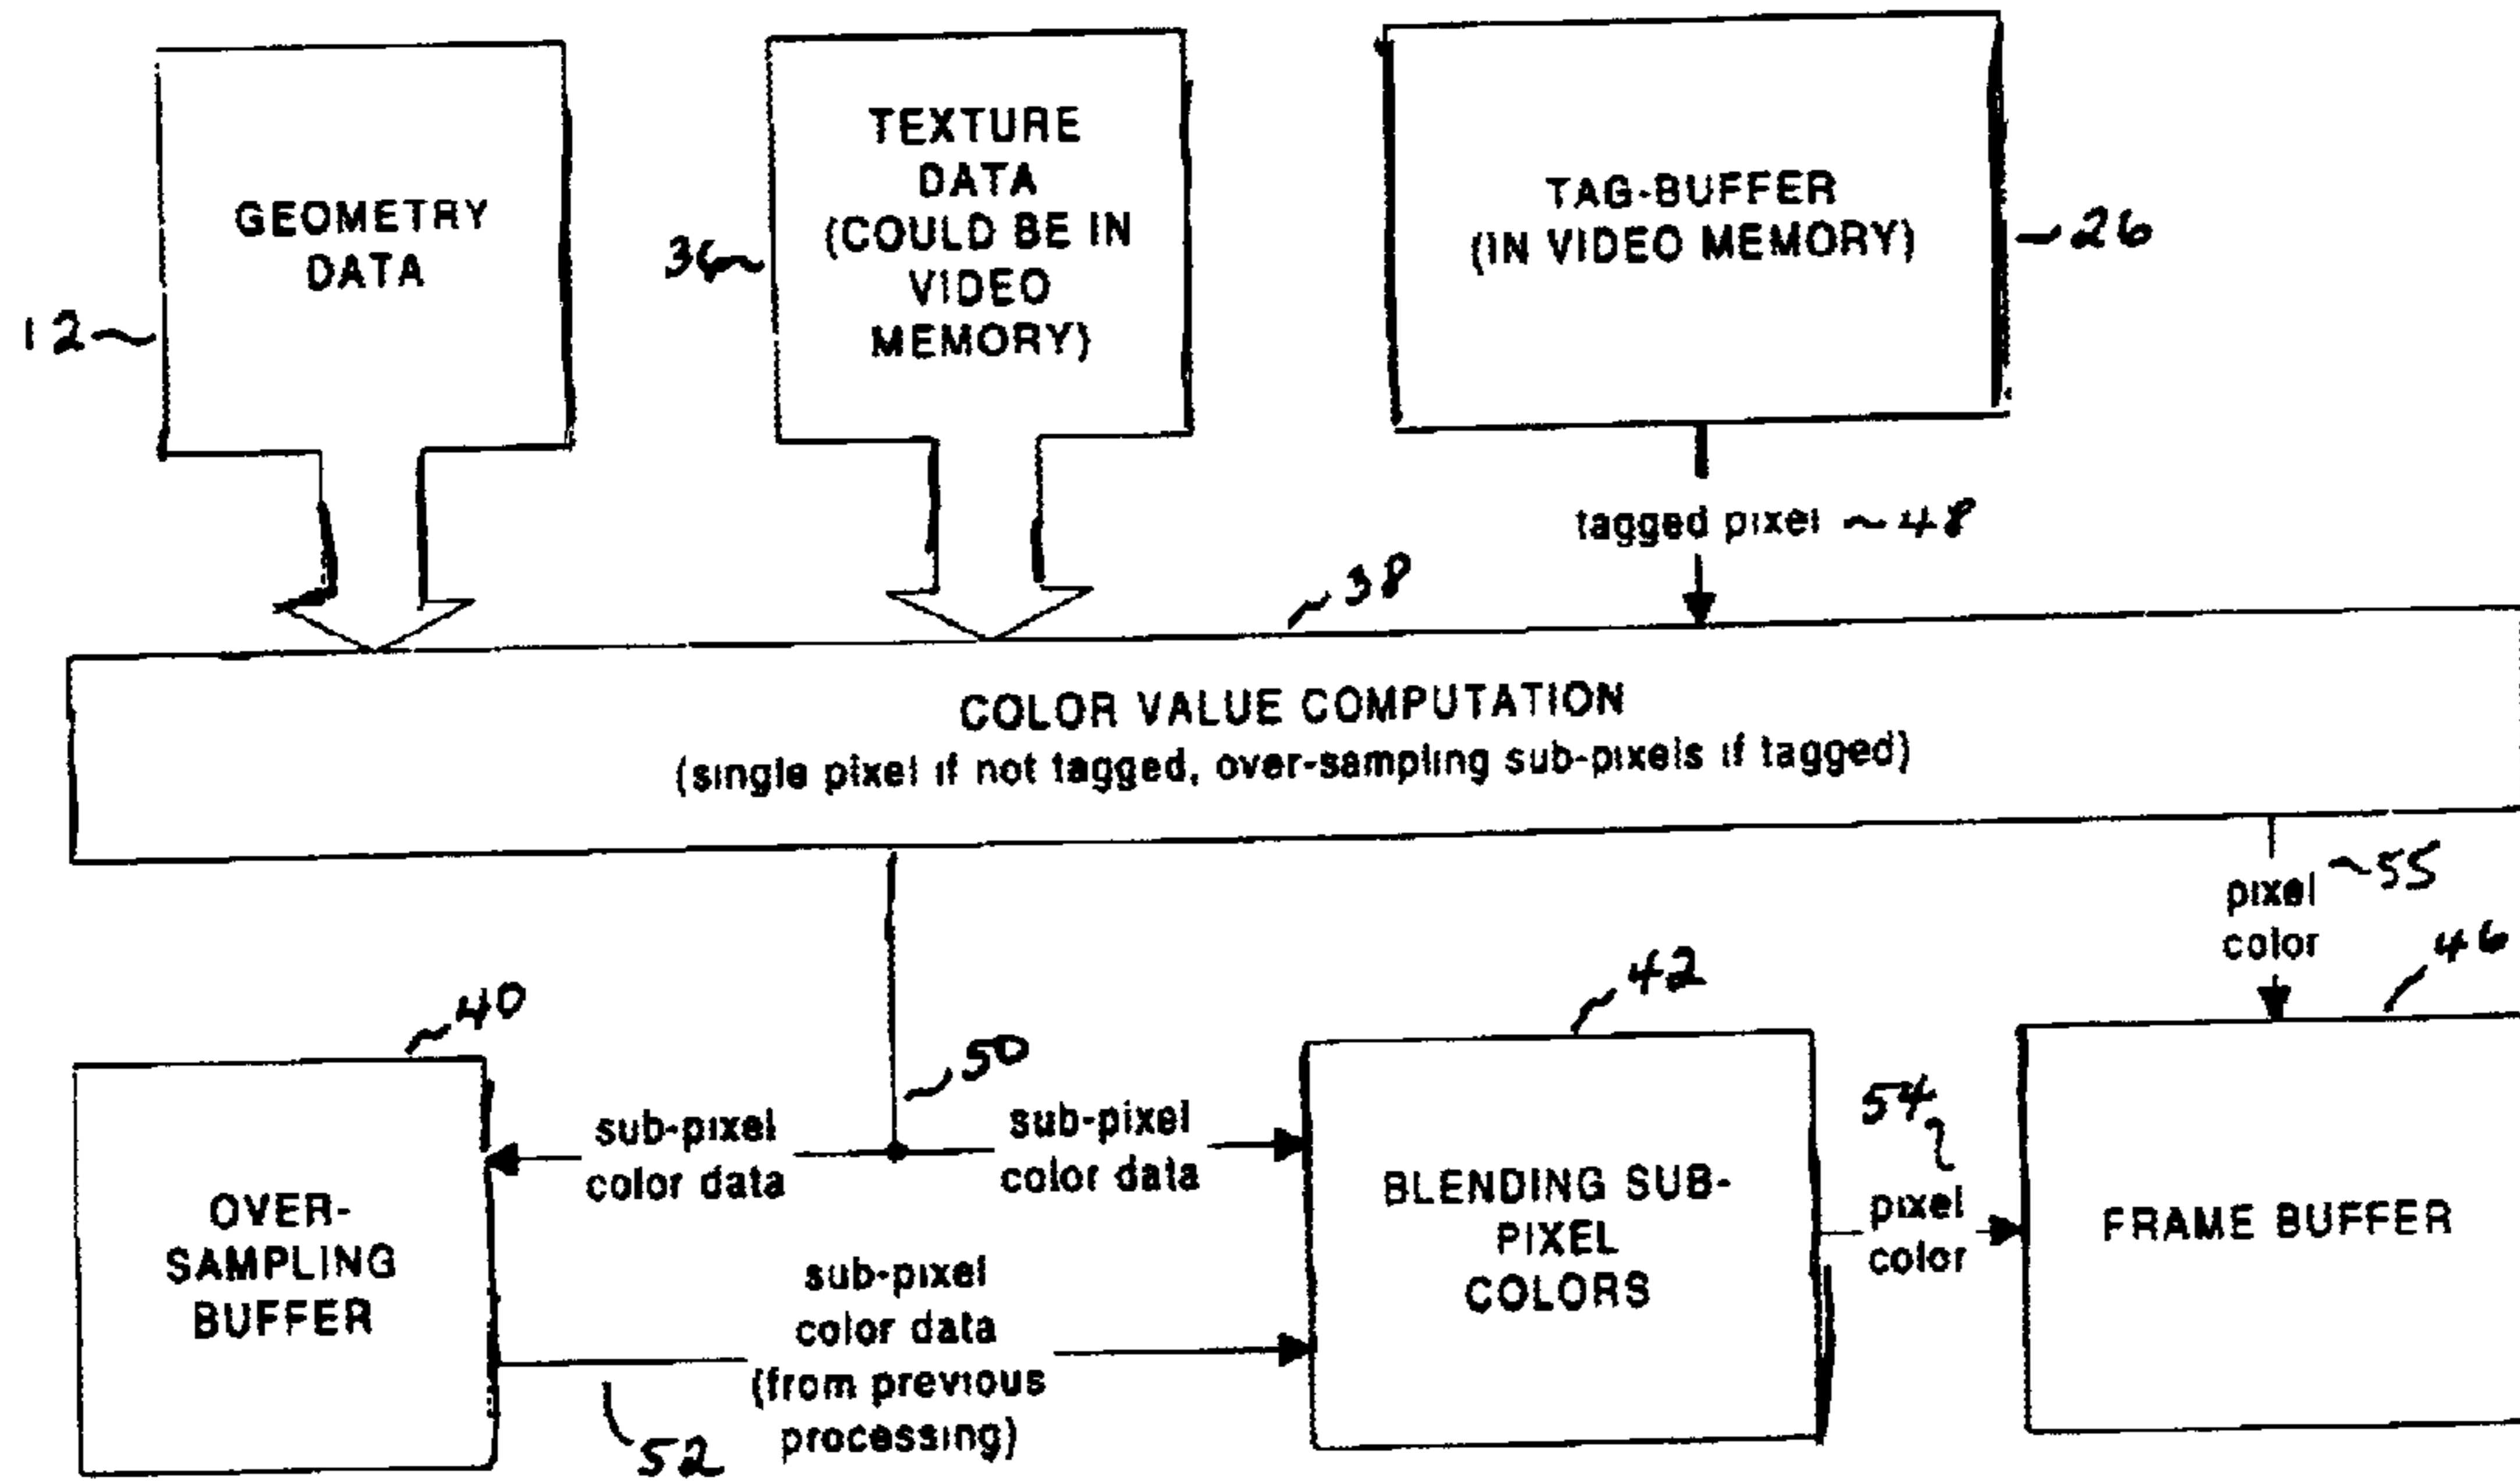 GEOMETRY
DATA
12
TEXTURE
DATA
(COULD BE IN
VIDEO
MEMORY)
36
TAG-BUFFER
(IN VIDEO MEMORY)
26
tagged pixel 48
38
COLOR VALUE COMPUTATION
(single pixel if not tagged, over-sampling sub-pixels if tagged)
55
pixel
color
46
40
50
42
54
OVER-
SAMPLING
BUFFER
sub-pixel
color data
sub-pixel
color data
sub-pixel
color data
(from previous
processing)
52
BLENDING SUB-
PIXEL
COLORS
pixel
color
FRAME BUFFER